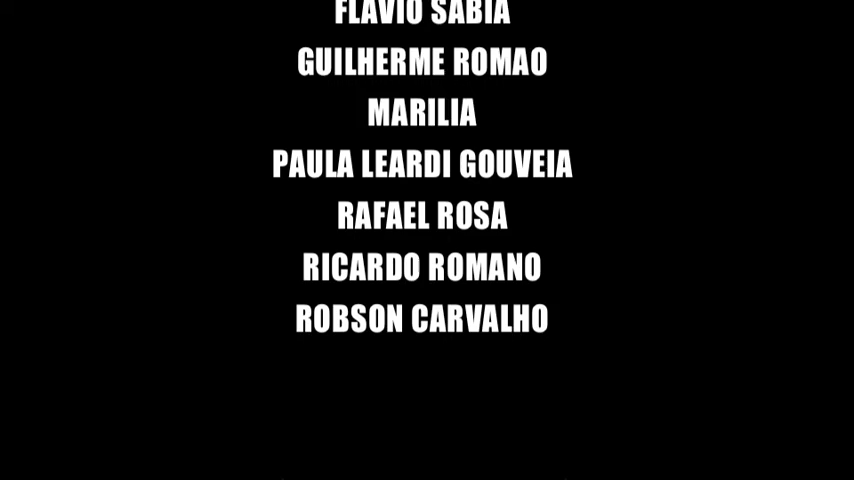 FLAVIO SABIA
GUILHERME ROMAO
MARILIA
PAULA LEARDI GOUVEIA
RAFAEL ROSA
RICARDO ROMANO
ROBSON CARVALHO